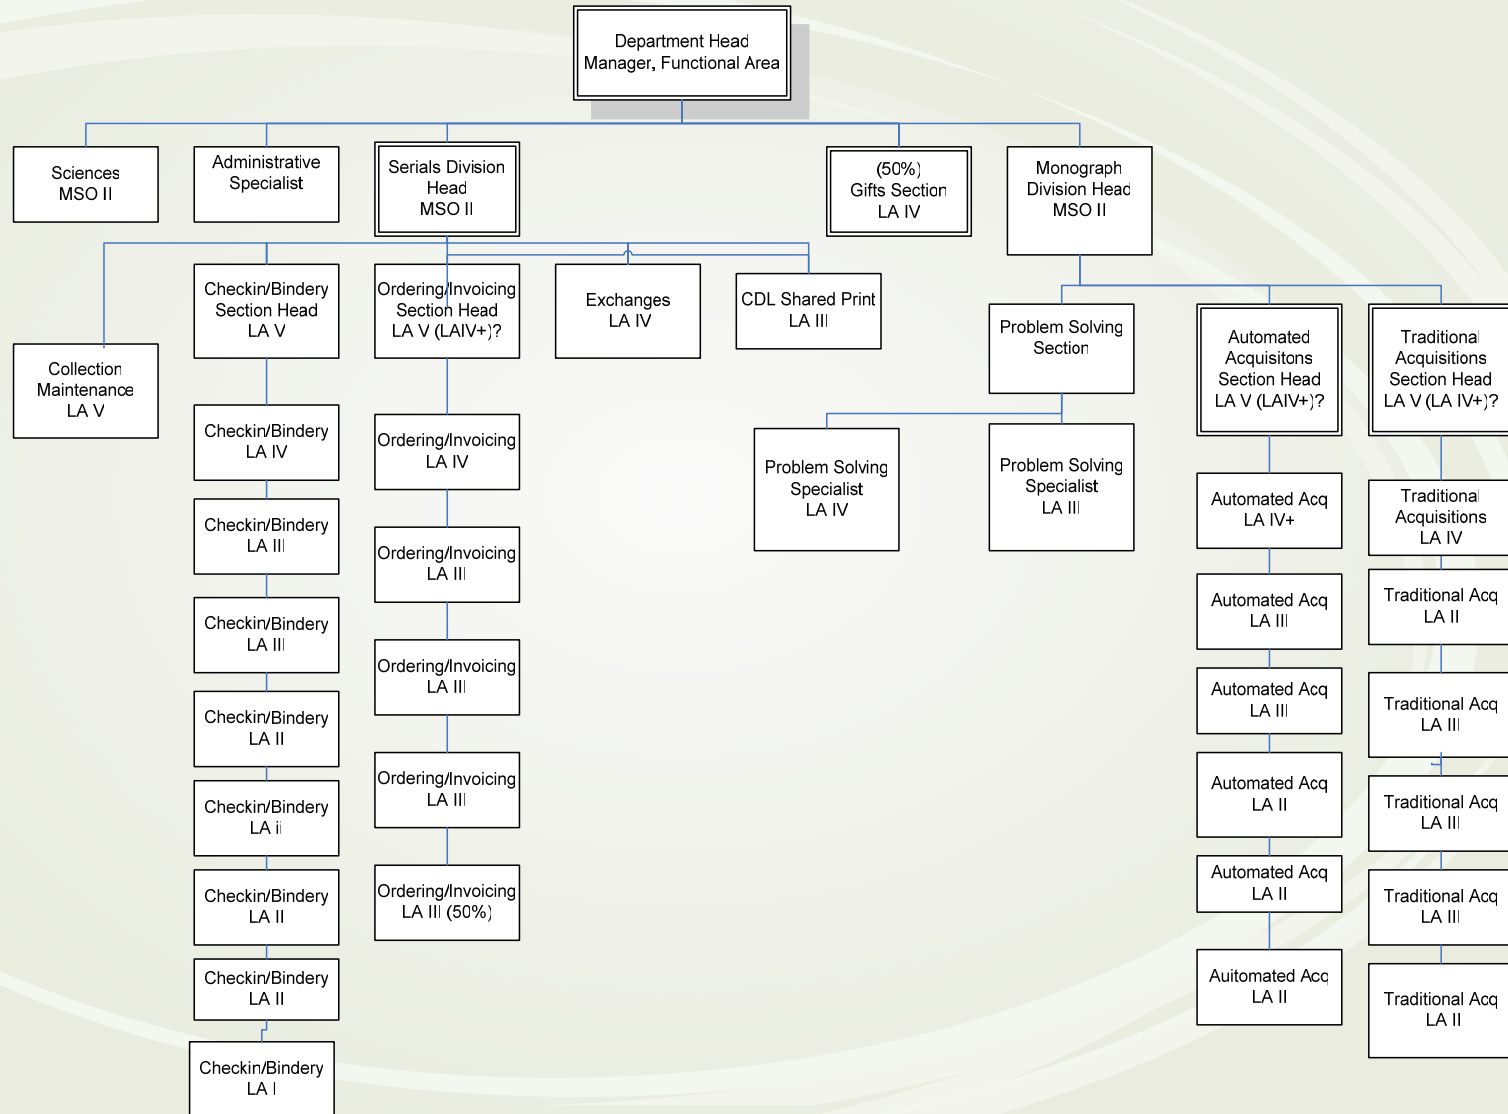 Department Head
Manager, Functional Area
Sciences
MSO II
Administrative
Specialist
Serials Division
Head
MSO II
(50%)
Gifts Section
LA IV
Monograph
Division Head
MSO II
Collection
Maintenance
LA V
Checkin/Bindery
Section Head
LA V
Ordering/Invoicing
Section Head
LA V (LAIV+)?
Exchanges
LA IV
CDL Shared Print
LA III
Problem Solving
Section
Automated
Acquisitons
Section Head
LA V (LAIV+)?
Traditional
Acquisitions
Section Head
LA V (LA IV+)?
Checkin/Bindery
LA IV
Checkin/Bindery
LA III
Checkin/Bindery
LA III
Checkin/Bindery
LA II
Checkin/Bindery
LA ii
Checkin/Bindery
LA II
Checkin/Bindery
LA II
Checkin/Bindery
LA I
Ordering/Invoicing
LA IV
Ordering/Invoicing
LA III
Ordering/Invoicing
LA III
Ordering/Invoicing
LA III
Ordering/Invoicing
LA III (50%)
Problem Solving
Specialist
LA IV
Problem Solving
Specialist
LA III
Automated Acq
LA IV+
Automated Acq
LA III
Automated Acq
LA III
Automated Acq
LA II
Automated Acq
LA II
Auitomated Acq
LA II
Traditional
Acquisitions
LA IV
Traditional Acq
LA II
Traditional Acq
LA III
Traditional Acq
LA III
Traditional Acq
LA III
Traditional Acq
LA II